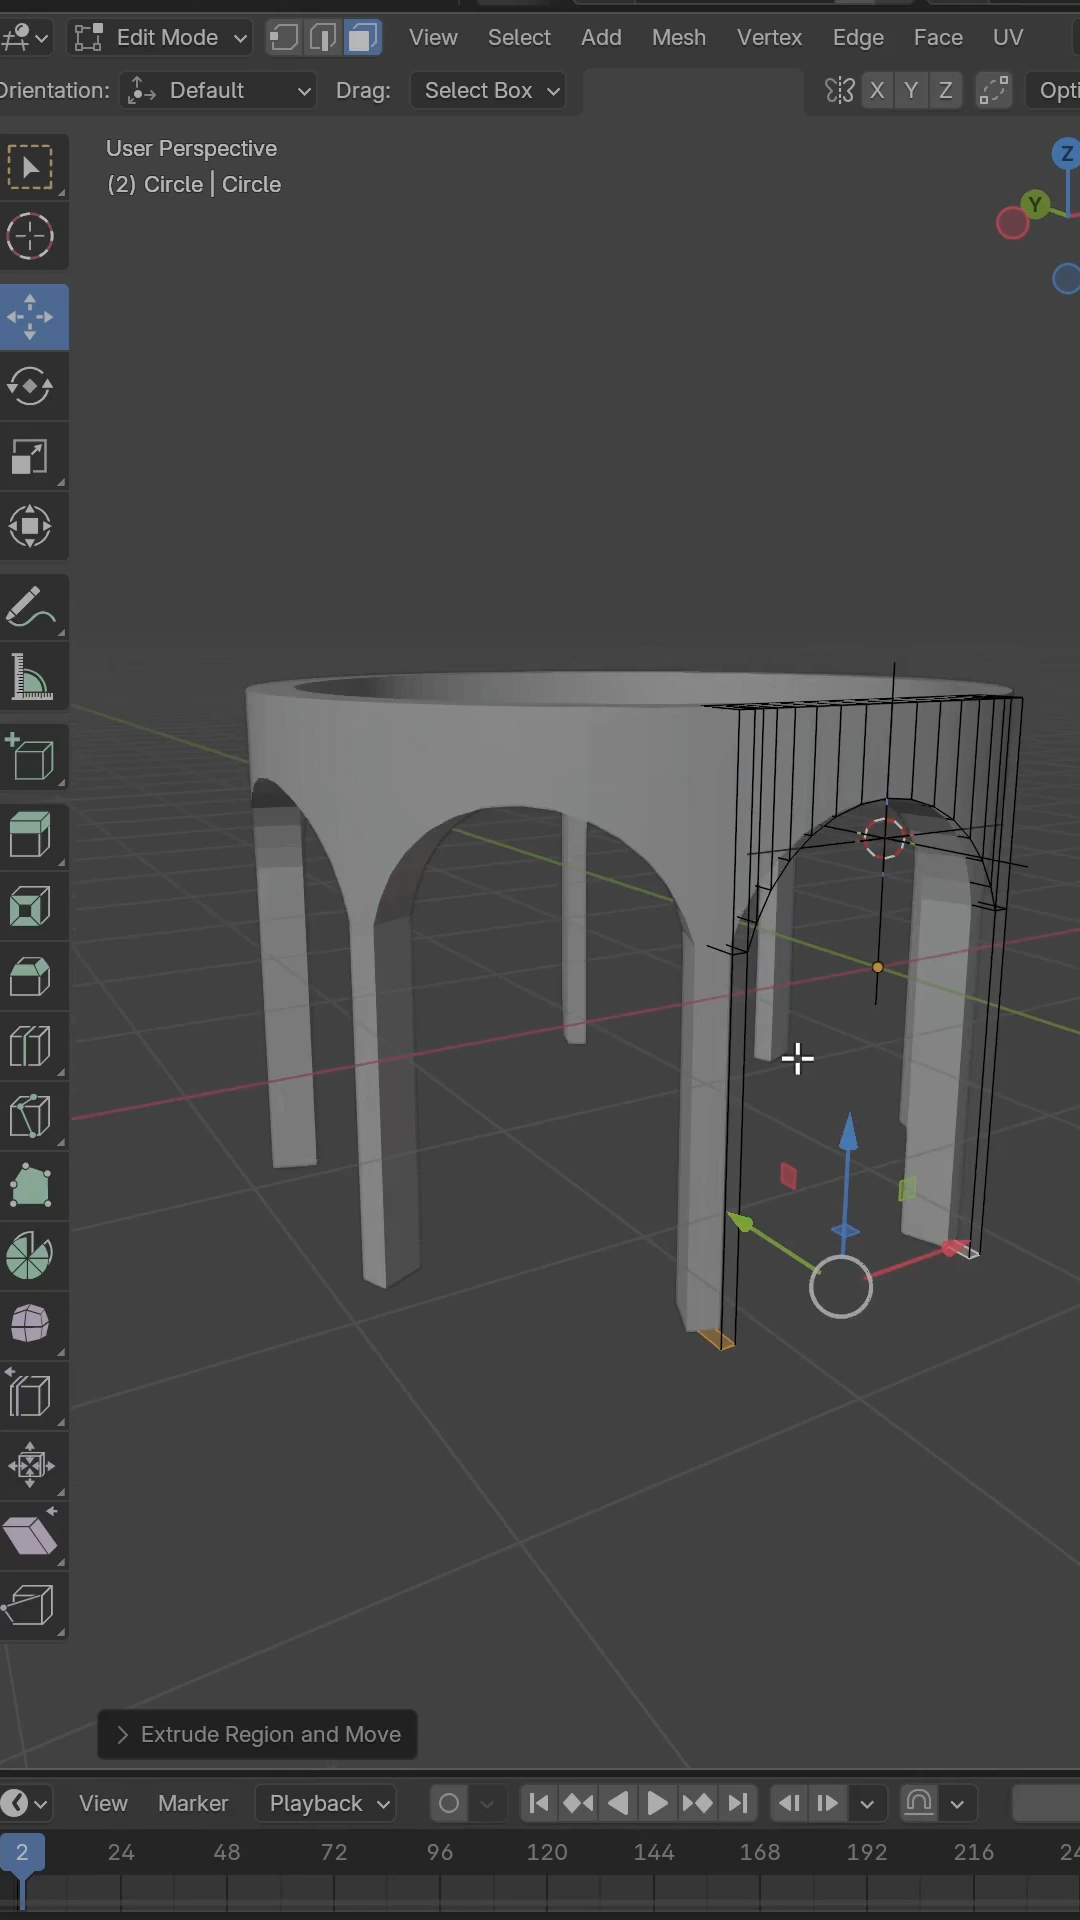 Edit Mode View Select Add Mesh Vertex Edge Face UV
Orientation: Default Drag: Select Box X Y Z Opti
User Perspective
(2) Circle | Circle
Z
Y
Extrude Region and Move
View Marker Playback
2 24 48 72 96 120 144 168 192 216 24